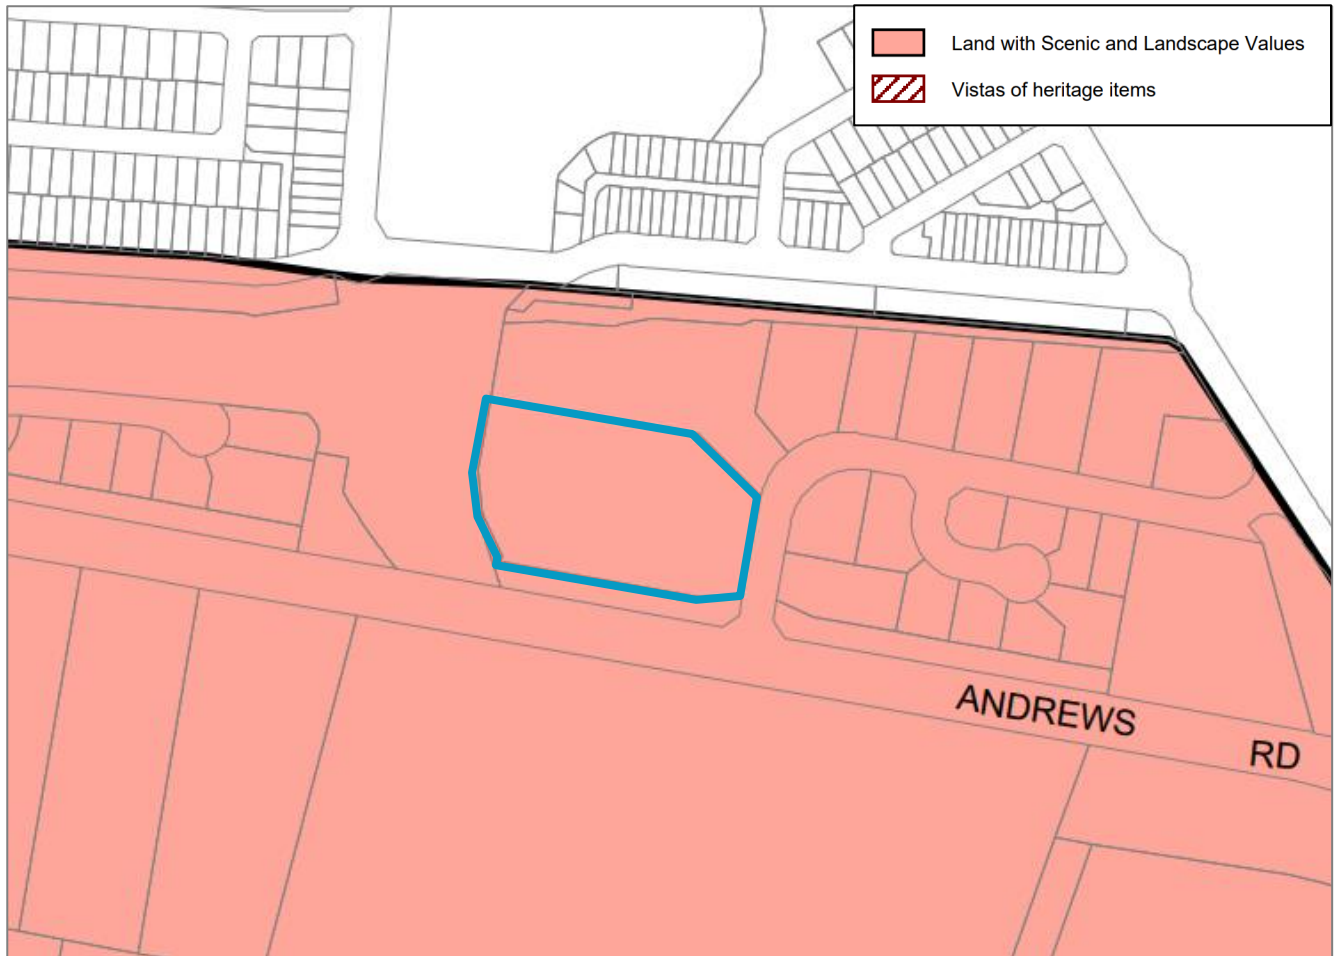 Land with Scenic and Landscape Values
Vistas of heritage items
ANDREWS RD